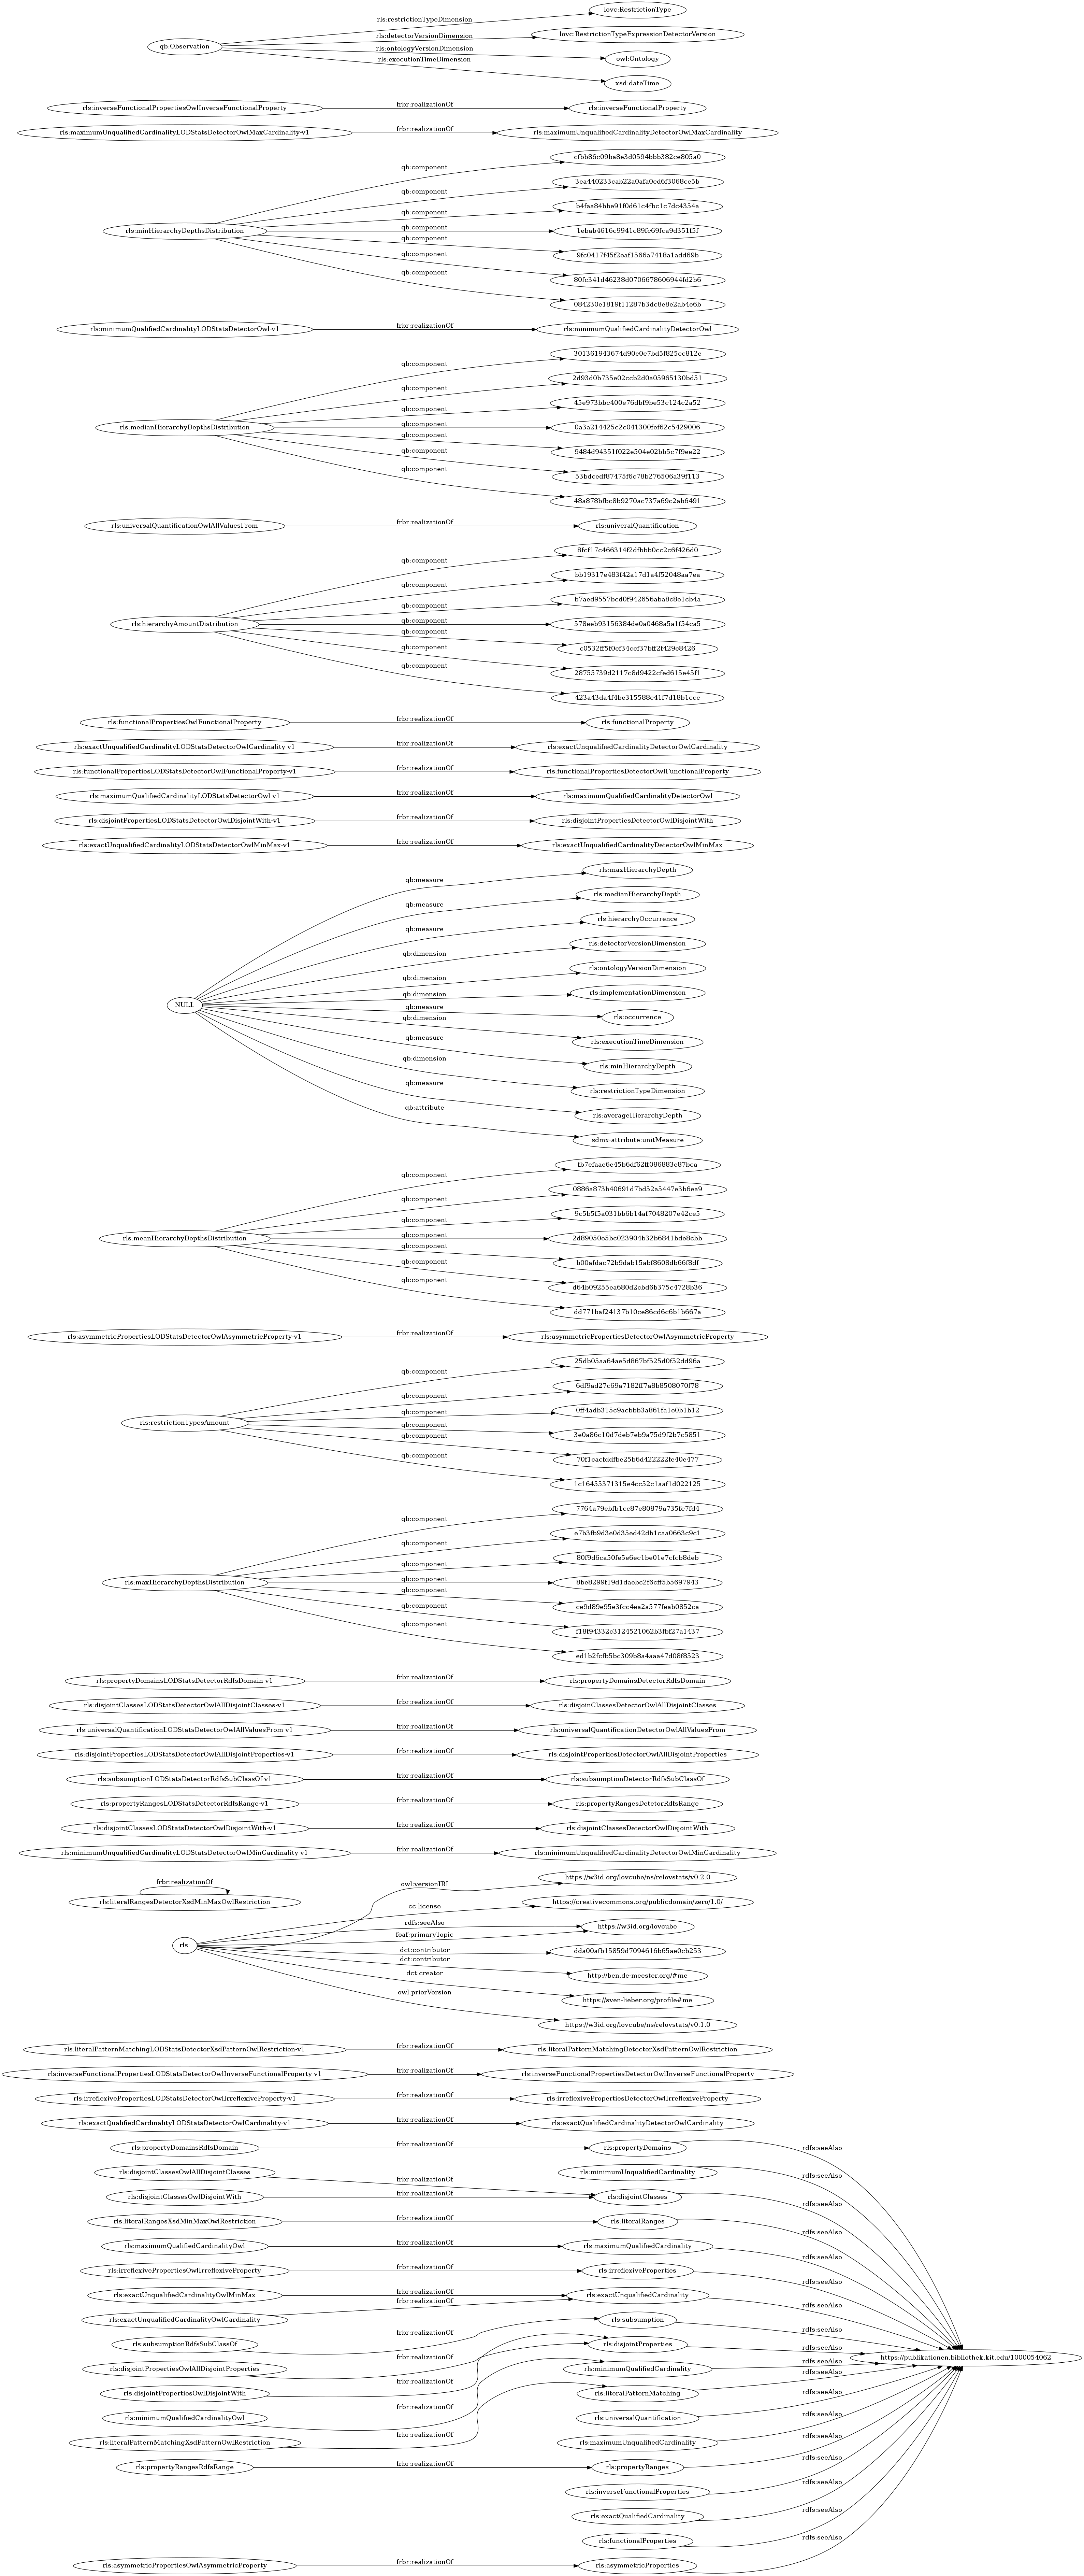 qb:Observation rls:restrictionTypeDimension lovc:RestrictionType
rls:detectorVersionDimension lovc:RestrictionTypeExpressionDetectorVersion
rls:ontologyVersionDimension owl:Ontology
rls:executionTimeDimension xsd:dateTime
rls:inverseFunctionalPropertiesOwlInverseFunctionalProperty frbr:realizationOf rls:inverseFunctionalProperty
rls:maximumUnqualifiedCardinalityLODStatsDetectorOwlMaxCardinality-v1 frbr:realizationOf rls:maximumUnqualifiedCardinalityDetectorOwlMaxCardinality
rls:minHierarchyDepthsDistribution qb:component cfbb86c09ba8e3d0594bbb382ce805a0
qb:component 3ea440233cab22a0afa0cd6f3068ce5b
qb:component b4faa84bbe91f0d61c4fbc1c7dc4354a
qb:component 1ebab4616c9941c89fc69fca9d351f5f
qb:component 9fc0417f45f2eaf1566a7418a1add69b
qb:component 80fc341d46238d0706678606944fd2b6
qb:component 084230e1819f11287b3dc8e8e2ab4e6b
rls:minimumQualifiedCardinalityLODStatsDetectorOwl-v1 frbr:realizationOf rls:minimumQualifiedCardinalityDetectorOwl
rls:medianHierarchyDepthsDistribution qb:component 301361943674d90e0c7bd5f825cc812e
qb:component 2d93d0b735e02ccb2d0a05965130bd51
qb:component 45e973bbc400e76dbf9be53c124c2a52
qb:component 0a3a214425c2c041300fef62c5429006
qb:component 9484d94351f022e504e02bb5c7f9ee22
qb:component 53bdcedf87475f6c78b276506a39f113
qb:component 48a878bfbc8b9270ac737a69c2ab6491
rls:universalQuantificationOwlAllValuesFrom frbr:realizationOf rls:univeralQuantification
rls:hierarchyAmountDistribution qb:component 8fcf17c466314f2dfbbb0cc2c6f426d0
qb:component bb19317e483f42a17d1a4f52048aa7ea
qb:component b7aed9557bcd0f942656aba8c8e1cb4a
qb:component 578eeb93156384de0a0468a5a1f54ca5
qb:component c0532ff5f0cf34ccf37bff2f429c8426
qb:component 28755739d2117c8d9422cfed615e45f1
qb:component 423a43da4f4be315588c41f7d18b1ccc
rls:functionalPropertiesOwlFunctionalProperty frbr:realizationOf rls:functionalProperty
rls:exactUnqualifiedCardinalityLODStatsDetectorOwlCardinality-v1 frbr:realizationOf rls:exactUnqualifiedCardinalityDetectorOwlCardinality
rls:functionalPropertiesLODStatsDetectorOwlFunctionalProperty-v1 frbr:realizationOf rls:functionalPropertiesDetectorOwlFunctionalProperty
rls:maximumQualifiedCardinalityLODStatsDetectorOwl-v1 frbr:realizationOf rls:maximumQualifiedCardinalityDetectorOwl
rls:disjointPropertiesLODStatsDetectorOwlDisjointWith-v1 frbr:realizationOf rls:disjointPropertiesDetectorOwlDisjointWith
rls:exactUnqualifiedCardinalityLODStatsDetectorOwlMinMax-v1 frbr:realizationOf rls:exactUnqualifiedCardinalityDetectorOwlMinMax
NULL qb:measure rls:maxHierarchyDepth
qb:measure rls:medianHierarchyDepth
qb:measure rls:hierarchyOccurrence
qb:dimension rls:detectorVersionDimension
qb:dimension rls:ontologyVersionDimension
qb:dimension rls:implementationDimension
qb:measure rls:occurrence
qb:dimension rls:executionTimeDimension
qb:measure rls:minHierarchyDepth
qb:dimension rls:restrictionTypeDimension
qb:measure rls:averageHierarchyDepth
qb:attribute sdmx-attribute:unitMeasure
rls:meanHierarchyDepthsDistribution qb:component fb7efaae6e45b6df62ff086883e87bca
qb:component 0886a873b40691d7bd52a5447e3b6ea9
qb:component 9c5b5f5a031bb6b14af7048207e42ce5
qb:component 2d89050e5bc023904b32b6841bde8cbb
qb:component b00afdac72b9dab15abf8608db66f8df
qb:component d64b09255ea680d2cbd6b375c4728b36
qb:component dd771baf24137b10ce86cd6c6b1b667a
rls:asymmetricPropertiesLODStatsDetectorOwlAsymmetricProperty-v1 frbr:realizationOf rls:asymmetricPropertiesDetectorOwlAsymmetricProperty
rls:restrictionTypesAmount qb:component 25db05aa64ae5d867bf525d0f52dd96a
qb:component 6df9ad27c69a7182ff7a8b8508070f78
qb:component 0ff4adb315c9acbbb3a861fa1e0b1b12
qb:component 3e0a86c10d7deb7eb9a75d9f2b7c5851
qb:component 70f1cacfddfbe25b6d422222fe40e477
qb:component 1c16455371315e4cc52c1aaf1d022125
rls:maxHierarchyDepthsDistribution qb:component 7764a79ebfb1cc87e80879a735fc7fd4
qb:component e7b3fb9d3e0d35ed42db1caa0663c9c1
qb:component 80f9d6ca50fe5e6ec1be01e7cfcb8deb
qb:component 8be8299f19d1daebc2f6cff5b5697943
qb:component ce9d89e95e3fcc4ea2a577feab0852ca
qb:component f18f94332c3124521062b3fbf27a1437
qb:component ed1b2fcfb5bc309b8a4aaa47d08f8523
rls:propertyDomainsLODStatsDetectorRdfsDomain-v1 frbr:realizationOf rls:propertyDomainsDetectorRdfsDomain
rls:disjointClassesLODStatsDetectorOwlAllDisjointClasses-v1 frbr:realizationOf rls:disjoinClassesDetectorOwlAllDisjointClasses
rls:universalQuantificationLODStatsDetectorOwlAllValuesFrom-v1 frbr:realizationOf rls:universalQuantificationDetectorOwlAllValuesFrom
rls:disjointPropertiesLODStatsDetectorOwlAllDisjointProperties-v1 frbr:realizationOf rls:disjointPropertiesDetectorOwlAllDisjointProperties
rls:subsumptionLODStatsDetectorRdfsSubClassOf-v1 frbr:realizationOf rls:subsumptionDetectorRdfsSubClassOf
rls:propertyRangesLODStatsDetectorRdfsRange-v1 frbr:realizationOf rls:propertyRangesDetetorRdfsRange
rls:disjointClassesLODStatsDetectorOwlDisjointWith-v1 frbr:realizationOf rls:disjointClassesDetectorOwlDisjointWith
rls:minimumUnqualifiedCardinalityLODStatsDetectorOwlMinCardinality-v1 frbr:realizationOf rls:minimumUnqualifiedCardinalityDetectorOwlMinCardinality
frbr:realizationOf
rls:literalRangesDetectorXsdMinMaxOwlRestriction
rls: owl:versionIRI https://w3id.org/lovcube/ns/relovstats/v0.2.0
cc:license https://creativecommons.org/publicdomain/zero/1.0/
rdfs:seeAlso https://w3id.org/lovcube
foaf:primaryTopic
dct:contributor dda00afb15859d7094616b65ae0cb253
dct:contributor http://ben.de-meester.org/#me
dct:creator https://sven-lieber.org/profile#me
owl:priorVersion https://w3id.org/lovcube/ns/relovstats/v0.1.0
rls:literalPatternMatchingLODStatsDetectorXsdPatternOwlRestriction-v1 frbr:realizationOf rls:literalPatternMatchingDetectorXsdPatternOwlRestriction
rls:inverseFunctionalPropertiesLODStatsDetectorOwlInverseFunctionalProperty-v1 frbr:realizationOf rls:inverseFunctionalPropertiesDetectorOwlInverseFunctionalProperty
rls:irreflexivePropertiesLODStatsDetectorOwlIrreflexiveProperty-v1 frbr:realizationOf rls:irreflexivePropertiesDetectorOwlIrreflexiveProperty
rls:exactQualifiedCardinalityLODStatsDetectorOwlCardinality-v1 frbr:realizationOf rls:exactQualifiedCardinalityDetectorOwlCardinality
rls:propertyDomainsRdfsDomain frbr:realizationOf rls:propertyDomains rdfs:seeAlso
rls:disjointClassesOwlAllDisjointClasses frbr:realizationOf rls:minimumUnqualifiedCardinality rdfs:seeAlso
rls:disjointClassesOwlDisjointWith frbr:realizationOf rls:disjointClasses rdfs:seeAlso
rls:literalRangesXsdMinMaxOwlRestriction frbr:realizationOf rls:literalRanges rdfs:seeAlso
rls:maximumQualifiedCardinalityOwl frbr:realizationOf rls:maximumQualifiedCardinality rdfs:seeAlso
rls:irreflexivePropertiesOwlIrreflexiveProperty frbr:realizationOf rls:irreflexiveProperties rdfs:seeAlso
rls:exactUnqualifiedCardinalityOwlMinMax frbr:realizationOf rls:exactUnqualifiedCardinality rdfs:seeAlso
rls:exactUnqualifiedCardinalityOwlCardinality frbr:realizationOf rls:subsumption rdfs:seeAlso
rls:subsumptionRdfsSubClassOf frbr:realizationOf rls:disjointProperties rdfs:seeAlso
https://publikationen.bibliothek.kit.edu/1000054062
rls:disjointPropertiesOwlAllDisjointProperties frbr:realizationOf rls:minimumQualifiedCardinality rdfs:seeAlso
rls:disjointPropertiesOwlDisjointWith frbr:realizationOf rls:literalPatternMatching rdfs:seeAlso
rls:minimumQualifiedCardinalityOwl frbr:realizationOf rls:universalQuantification rdfs:seeAlso
rls:literalPatternMatchingXsdPatternOwlRestriction frbr:realizationOf rls:maximumUnqualifiedCardinality rdfs:seeAlso
rls:propertyRangesRdfsRange frbr:realizationOf rls:propertyRanges rdfs:seeAlso
rls:inverseFunctionalProperties rdfs:seeAlso
rls:exactQualifiedCardinality rdfs:seeAlso
rls:functionalProperties rdfs:seeAlso
rls:asymmetricPropertiesOwlAsymmetricProperty frbr:realizationOf rls:asymmetricProperties rdfs:seeAlso